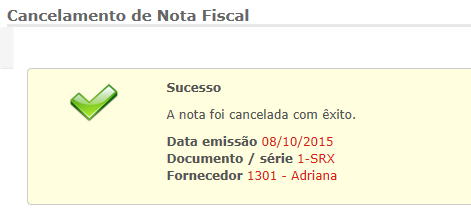 Cancelamento de Nota Fiscal
Sucesso
A nota foi cancelada com êxito.
Data emissão 08/10/2015
Documento / série 1-SRX
Fornecedor 1301 - Adriana